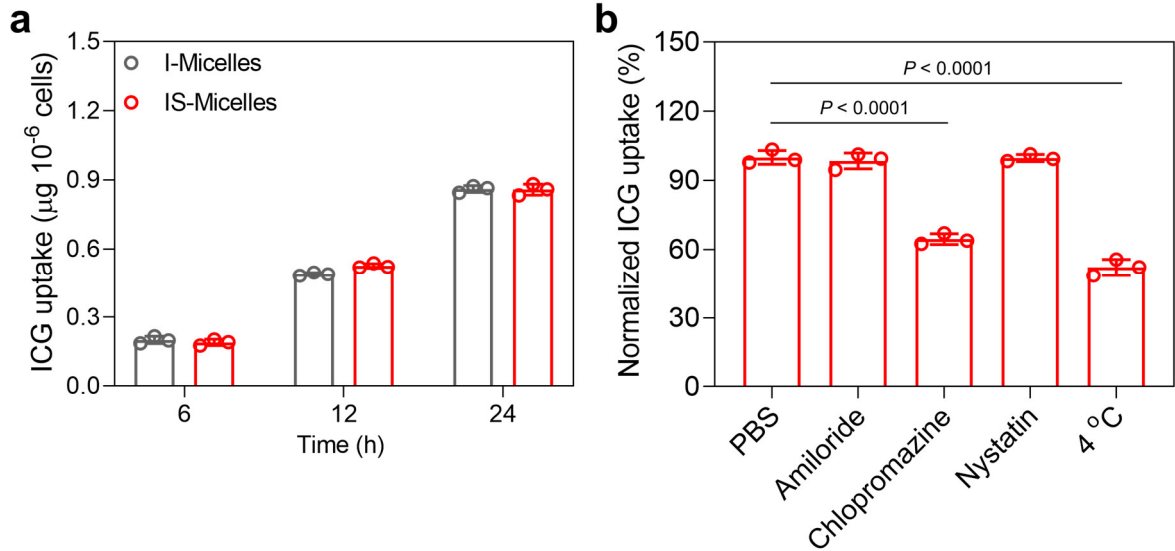 a
ICG uptake (µg 10⁻⁶ cells)
1.5
1.2
0.9
0.6
0.3
0.0
I-Micelles
IS-Micelles
6
12
24
Time (h)
b
Normalized ICG uptake (%)
150
120
90
60
30
0
P < 0.0001
P < 0.0001
PBS
Amiloride
Chlopromazine
Nystatin
4 °C